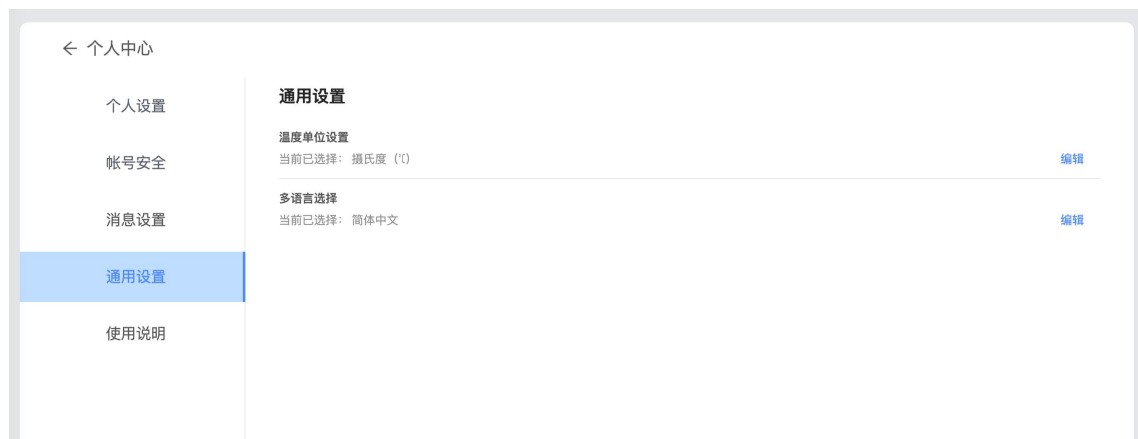 ← 个人中心
个人设置
帐号安全
消息设置
通用设置
使用说明
通用设置
温度单位设置
当前已选择： 摄氏度（℃）
编辑
多语言选择
当前已选择： 简体中文
编辑